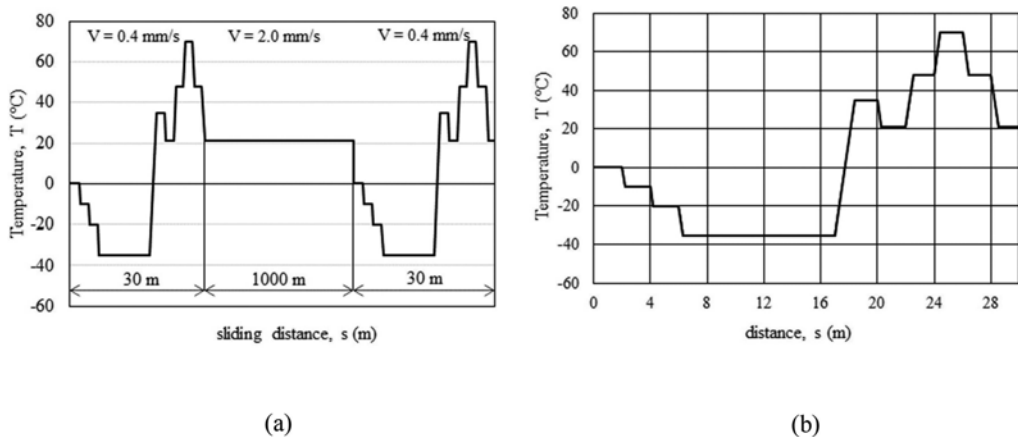 80
60
40
20
0
-20
-40
-60
Temperature, T (°C)
V = 0.4 mm/s V = 2.0 mm/s V = 0.4 mm/s
30 m 1000 m 30 m
sliding distance, s (m)
(a)
80
60
40
20
0
-20
-40
-60
Temperature, T (°C)
0 4 8 12 16 20 24 28
distance, s (m)
(b)